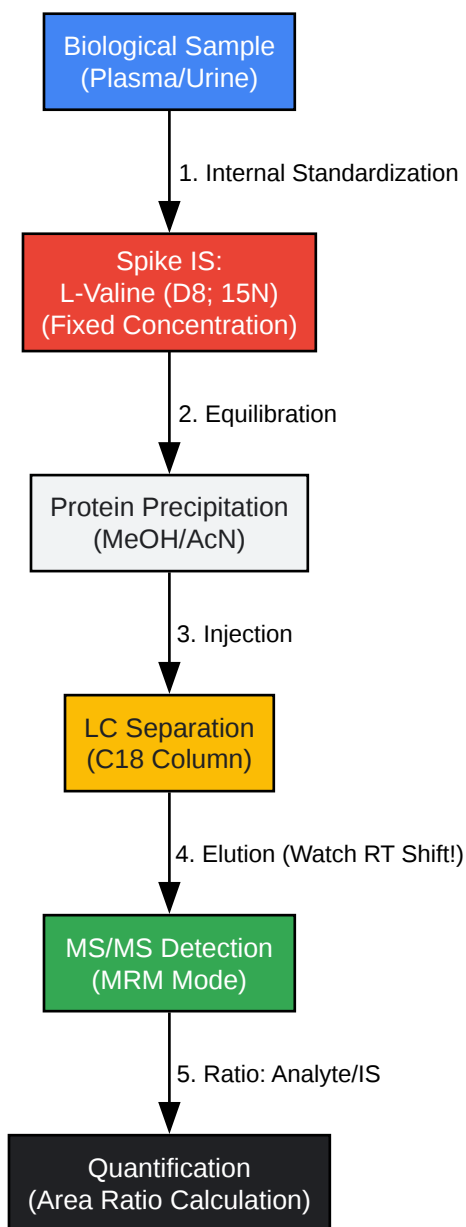 Biological Sample
(Plasma/Urine)
1. Internal Standardization
Spike IS:
L-Valine (D8; 15N)
(Fixed Concentration)
2. Equilibration
Protein Precipitation
(MeOH/AcN)
3. Injection
LC Separation
(C18 Column)
4. Elution (Watch RT Shift!)
MS/MS Detection
(MRM Mode)
5. Ratio: Analyte/IS
Quantification
(Area Ratio Calculation)